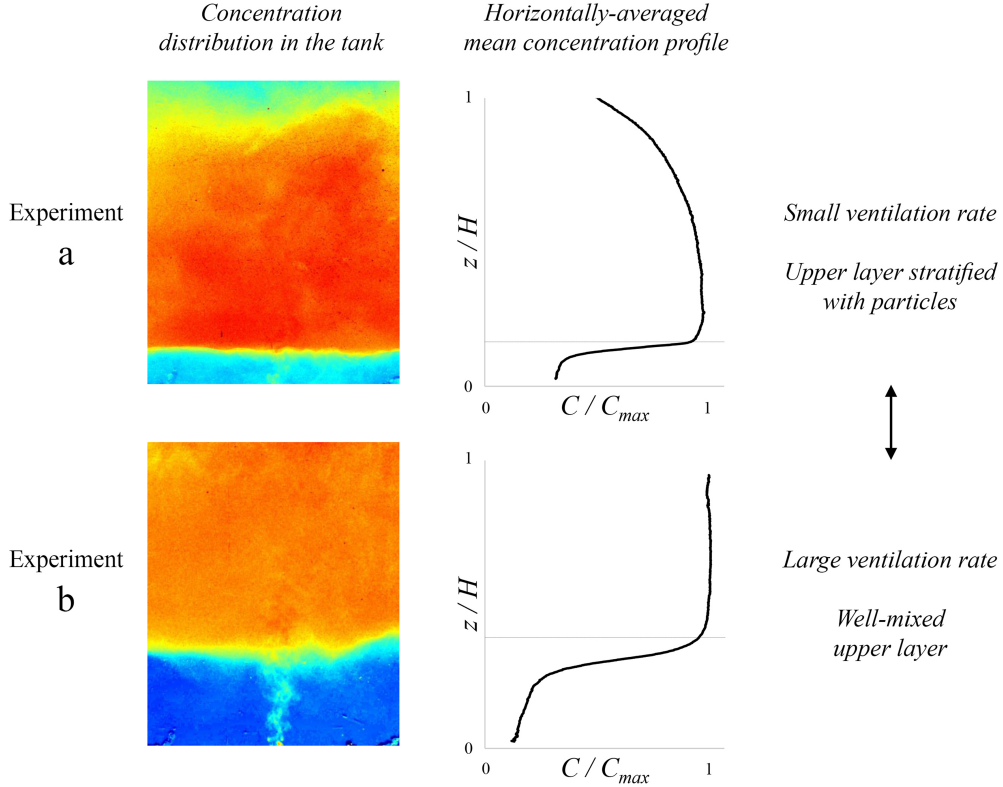 Concentration
distribution in the tank
Horizontally-averaged
mean concentration profile
Experiment
a
1
z / H
0
0
C / Cmax
1
Small ventilation rate
Upper layer stratified
with particles
Experiment
b
1
z / H
0
0
C / Cmax
1
Large ventilation rate
Well-mixed
upper layer